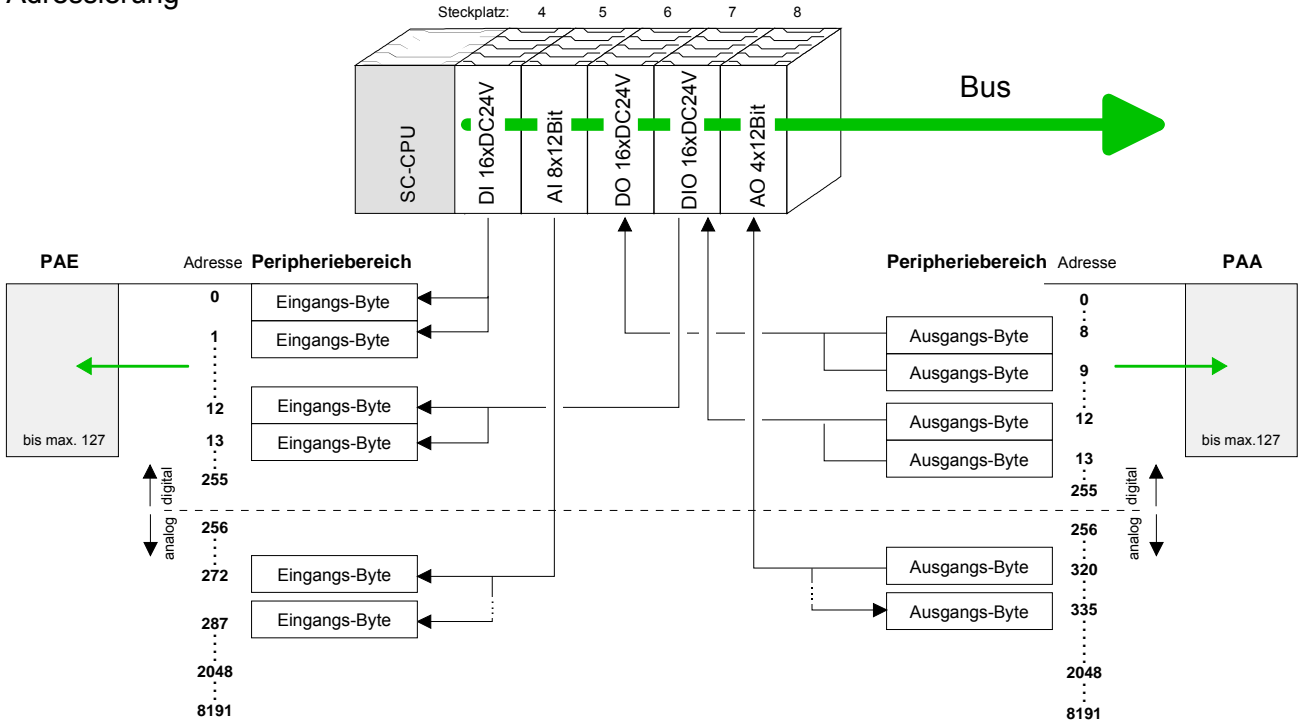 Adressierung
Steckplatz: 4 5 6 7 8
SC-CPU
DI 16xDC24V
AI 8x12Bit
DO 16xDC24V
DIO 16xDC24V
AO 4x12Bit
Bus
PAE
Adresse
Peripheriebereich
bis max. 127
0
1
12
13
255
256
272
287
2048
8191
Eingangs-Byte
Eingangs-Byte
Eingangs-Byte
Eingangs-Byte
Eingangs-Byte
Eingangs-Byte
digital
analog
Peripheriebereich
Adresse
PAA
Ausgangs-Byte
Ausgangs-Byte
Ausgangs-Byte
Ausgangs-Byte
Ausgangs-Byte
Ausgangs-Byte
0
8
9
12
13
255
256
320
335
2048
8191
bis max.127
digital
analog